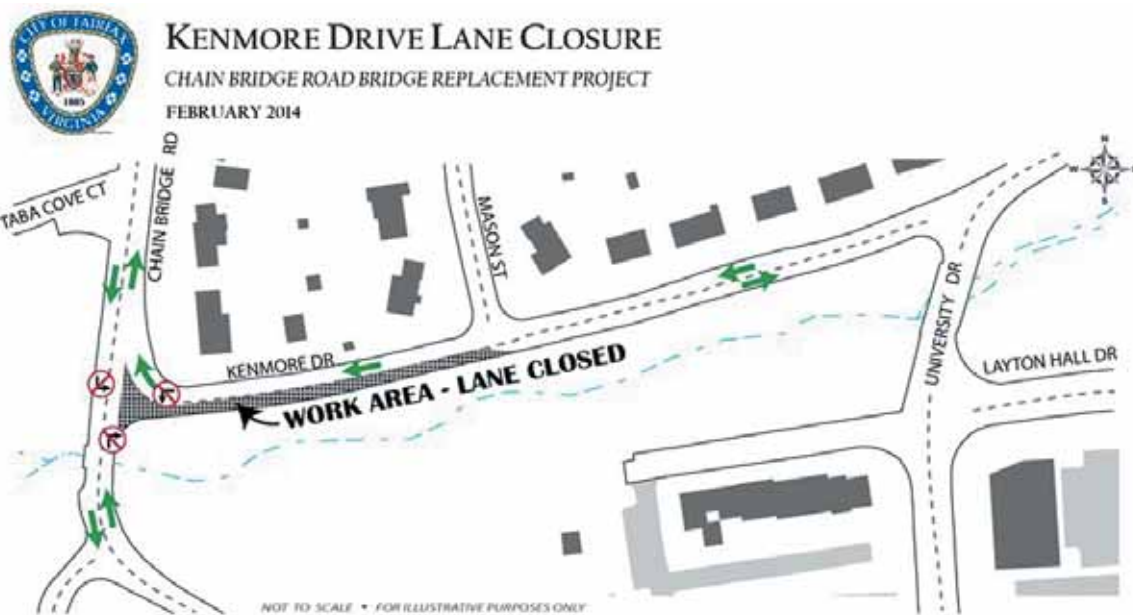 CITY OF FAIRFAX
1805
VIRGINIA
KENMORE DRIVE LANE CLOSURE
CHAIN BRIDGE ROAD BRIDGE REPLACEMENT PROJECT
FEBRUARY 2014
N
W
S
TABA COVE CT
CHAIN BRIDGE RD
MASON ST
UNIVERSITY DR
KENMORE DR
LAYTON HALL DR
WORK AREA - LANE CLOSED
NOT TO SCALE • FOR ILLUSTRATIVE PURPOSES ONLY